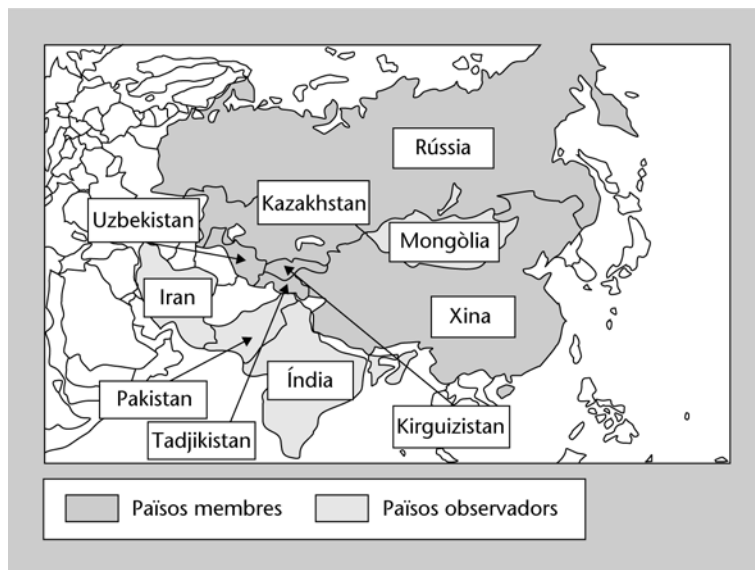 Rússia
Kazakhstan
Uzbekistan
Mongòlia
Iran
Xina
Índia
Pakistan
Tadjikistan
Kirguizistan
Països membres
Països observadors